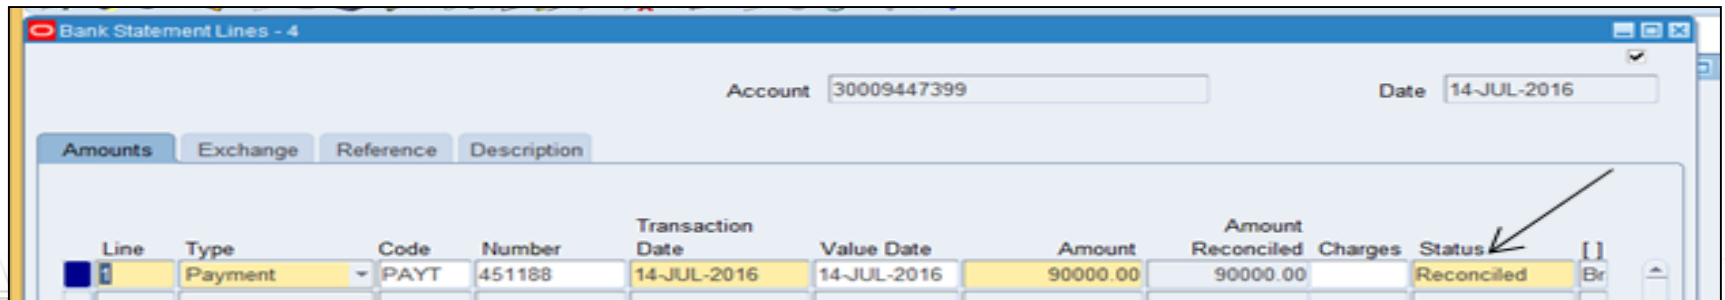 Bank Statement Lines - 4
Account 30009447399 Date 14-JUL-2016
Amounts Exchange Reference Description
Transaction Amount
Line Type Code Number Date Value Date Amount Reconciled Charges Status [ ]
1 Payment PAYT 451188 14-JUL-2016 14-JUL-2016 90000.00 90000.00 Reconciled Br